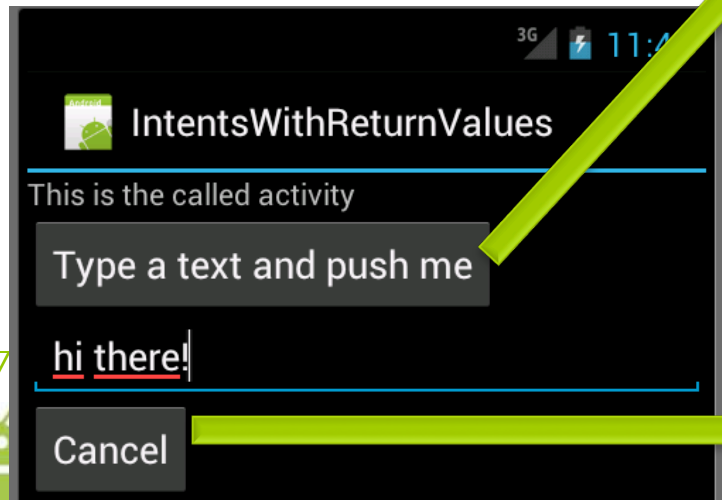 3G
IntentsWithReturnValues
This is the called activity
Type a text and push me
hi there!
Cancel